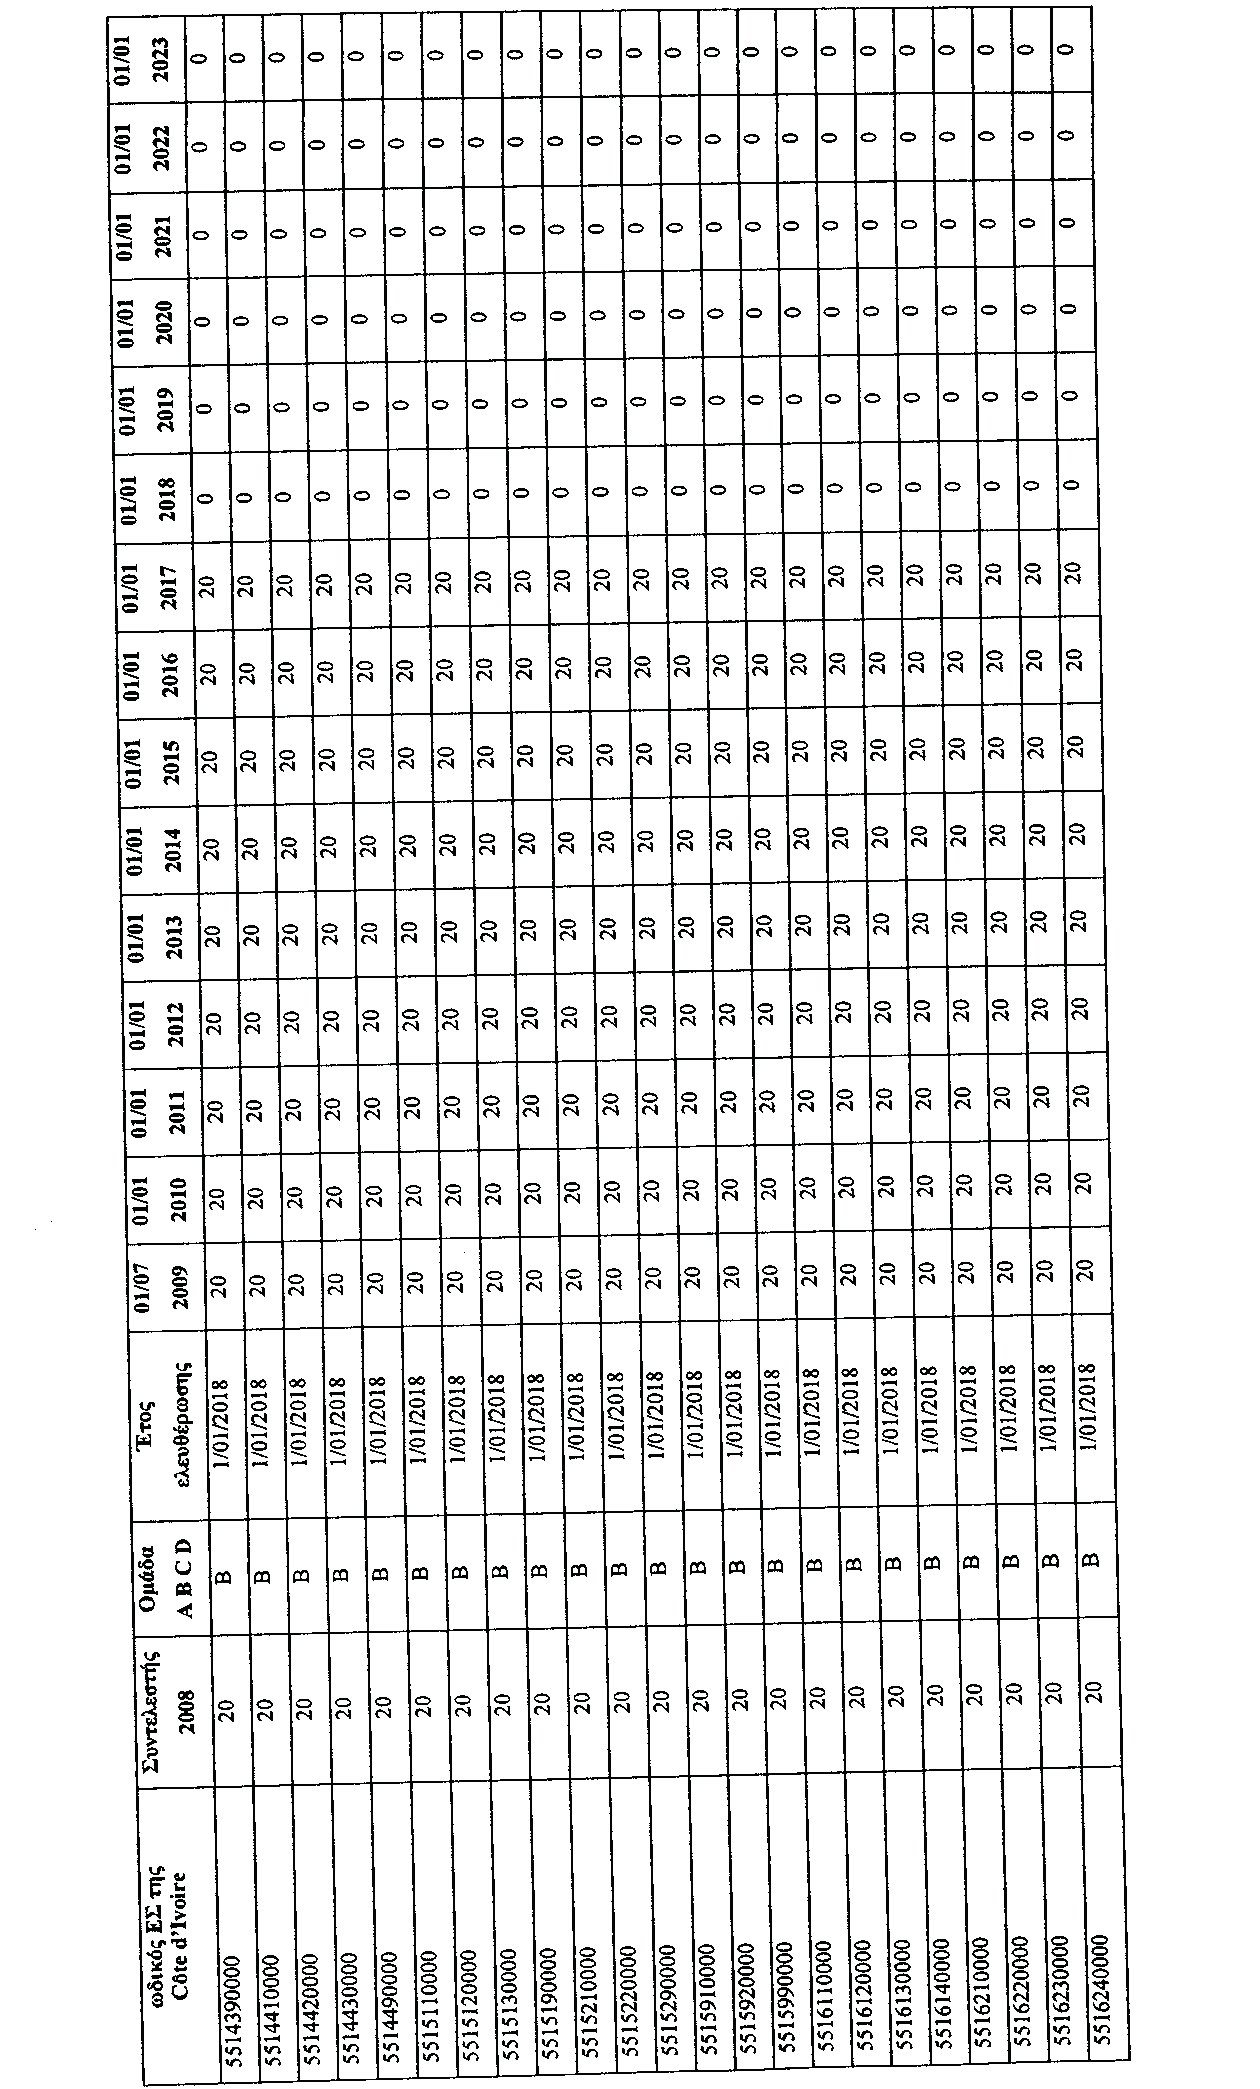 ωδικός ΕΣ της Côte d'Ivoire Συντελεστής 2008 Ομάδα A B C D Έτος ελευθέρωσης 01/07 2009 01/01 2010 01/01 2011 01/01 2012 01/01 2013 01/01 2014 01/01 2015 01/01 2016 01/01 2017 01/01 2018 01/01 2019 01/01 2020 01/01 2021 01/01 2022 01/01 2023
5514390000 20 B 1/01/2018 20 20 20 20 20 20 20 20 20 0 0 0 0 0 0
5514410000 20 B 1/01/2018 20 20 20 20 20 20 20 20 20 0 0 0 0 0 0
5514420000 20 B 1/01/2018 20 20 20 20 20 20 20 20 20 0 0 0 0 0 0
5514430000 20 B 1/01/2018 20 20 20 20 20 20 20 20 20 0 0 0 0 0 0
5514490000 20 B 1/01/2018 20 20 20 20 20 20 20 20 20 0 0 0 0 0 0
5515110000 20 B 1/01/2018 20 20 20 20 20 20 20 20 20 0 0 0 0 0 0
5515120000 20 B 1/01/2018 20 20 20 20 20 20 20 20 20 0 0 0 0 0 0
5515130000 20 B 1/01/2018 20 20 20 20 20 20 20 20 20 0 0 0 0 0 0
5515190000 20 B 1/01/2018 20 20 20 20 20 20 20 20 20 0 0 0 0 0 0
5515210000 20 B 1/01/2018 20 20 20 20 20 20 20 20 20 0 0 0 0 0 0
5515220000 20 B 1/01/2018 20 20 20 20 20 20 20 20 20 0 0 0 0 0 0
5515290000 20 B 1/01/2018 20 20 20 20 20 20 20 20 20 0 0 0 0 0 0
5515910000 20 B 1/01/2018 20 20 20 20 20 20 20 20 20 0 0 0 0 0 0
5515920000 20 B 1/01/2018 20 20 20 20 20 20 20 20 20 0 0 0 0 0 0
5515990000 20 B 1/01/2018 20 20 20 20 20 20 20 20 20 0 0 0 0 0 0
5516110000 20 B 1/01/2018 20 20 20 20 20 20 20 20 20 0 0 0 0 0 0
5516120000 20 B 1/01/2018 20 20 20 20 20 20 20 20 20 0 0 0 0 0 0
5516130000 20 B 1/01/2018 20 20 20 20 20 20 20 20 20 0 0 0 0 0 0
5516140000 20 B 1/01/2018 20 20 20 20 20 20 20 20 20 0 0 0 0 0 0
5516210000 20 B 1/01/2018 20 20 20 20 20 20 20 20 20 0 0 0 0 0 0
5516220000 20 B 1/01/2018 20 20 20 20 20 20 20 20 20 0 0 0 0 0 0
5516230000 20 B 1/01/2018 20 20 20 20 20 20 20 20 20 0 0 0 0 0 0
5516240000 20 B 1/01/2018 20 20 20 20 20 20 20 20 20 0 0 0 0 0 0